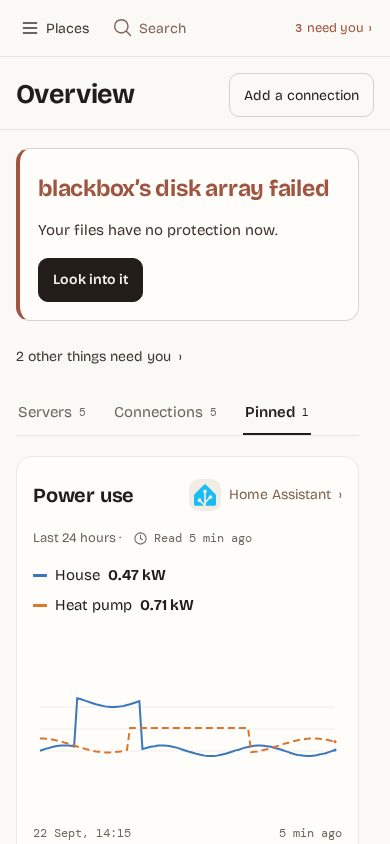 Places
Search
3 need you ›
Overview
Add a connection
blackbox's disk array failed
Your files have no protection now.
Look into it
2 other things need you ›
Servers 5
Connections 5
Pinned 1
Power use
Home Assistant ›
Last 24 hours ·
Read 5 min ago
House 0.47 kW
Heat pump 0.71 kW
22 Sept, 14:15
5 min ago